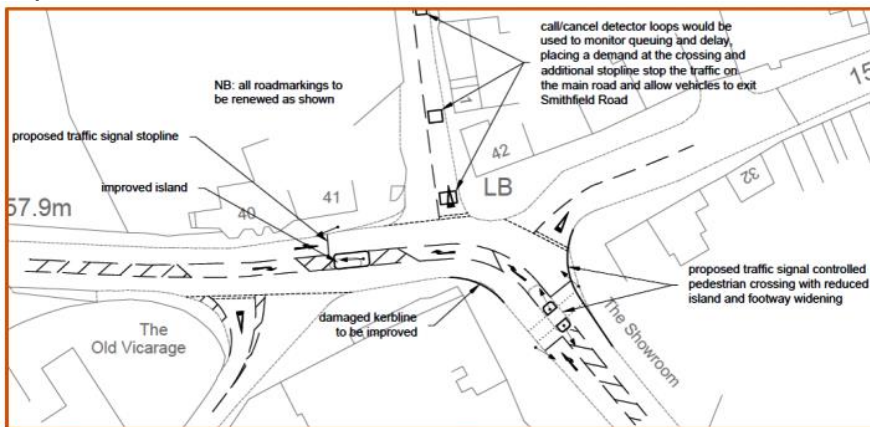 call/cancel detector loops would be
used to monitor queuing and delay,
placing a demand at the crossing and
additional stopline stop the traffic on
the main road and allow vehicles to exit
Smithfield Road
NB: all roadmarkings to
be renewed as shown
1
proposed traffic signal stopline
42
15
improved island
41
LB
32
40
57.9m
proposed traffic signal controlled
pedestrian crossing with reduced
island and footway widening
damaged kerbline
to be improved
The
Old Vicarage
The Showroom